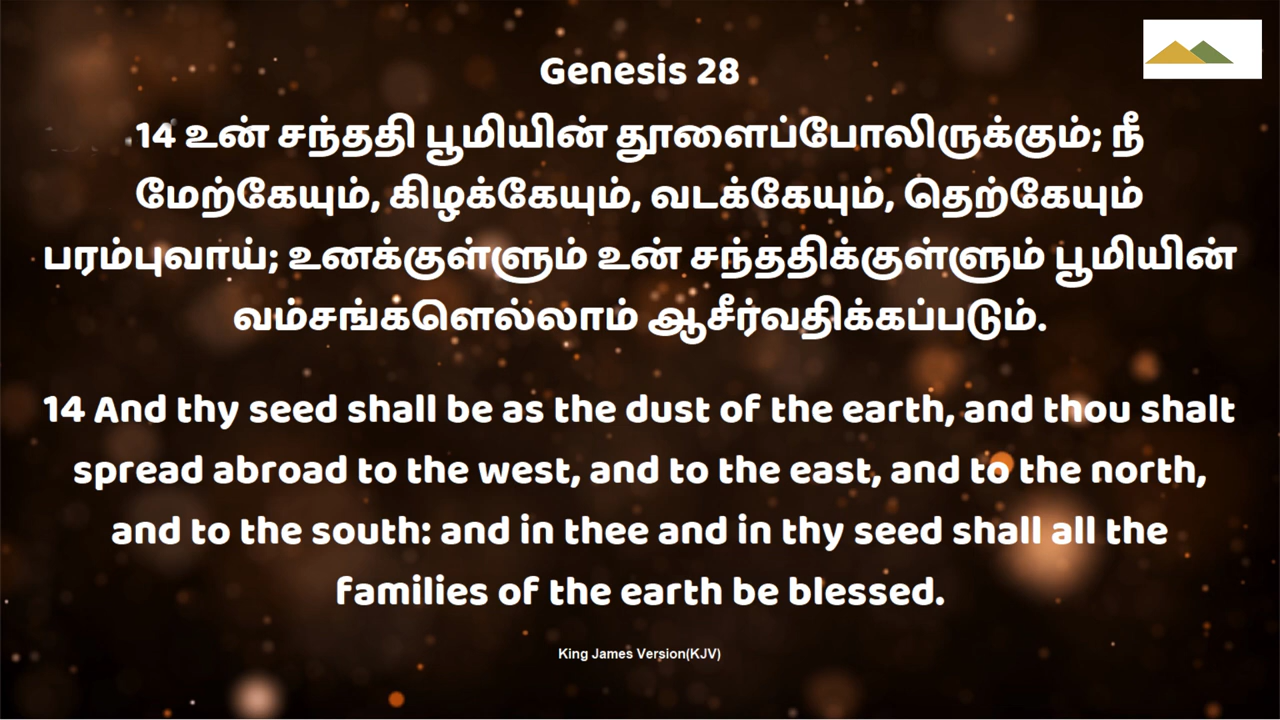 Genesis 28
14 உன் சந்ததி பூமியின் தூளைப்போலிருக்கும்; நீ
மேற்கேயும், கிழக்கேயும், வடக்கேயும், தெற்கேயும்
பரம்புவாய்; உனக்குள்ளும் உன் சந்ததிக்குள்ளும் பூமியின்
வம்சங்களெல்லாம் ஆசீர்வதிக்கப்படும்.
14 And thy seed shall be as the dust of the earth, and thou shalt
spread abroad to the west, and to the east, and to the north,
and to the south: and in thee and in thy seed shall all the
families of the earth be blessed.
King James Version(KJV)